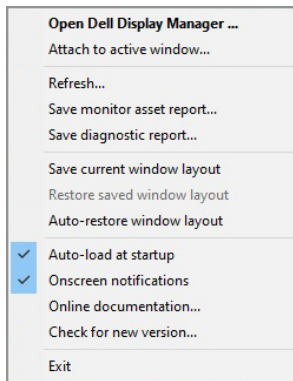 Open Dell Display Manager ...
Attach to active window...
Refresh...
Save monitor asset report...
Save diagnostic report...
Save current window layout
Restore saved window layout
Auto-restore window layout
Auto-load at startup
Onscreen notifications
Online documentation...
Check for new version...
Exit